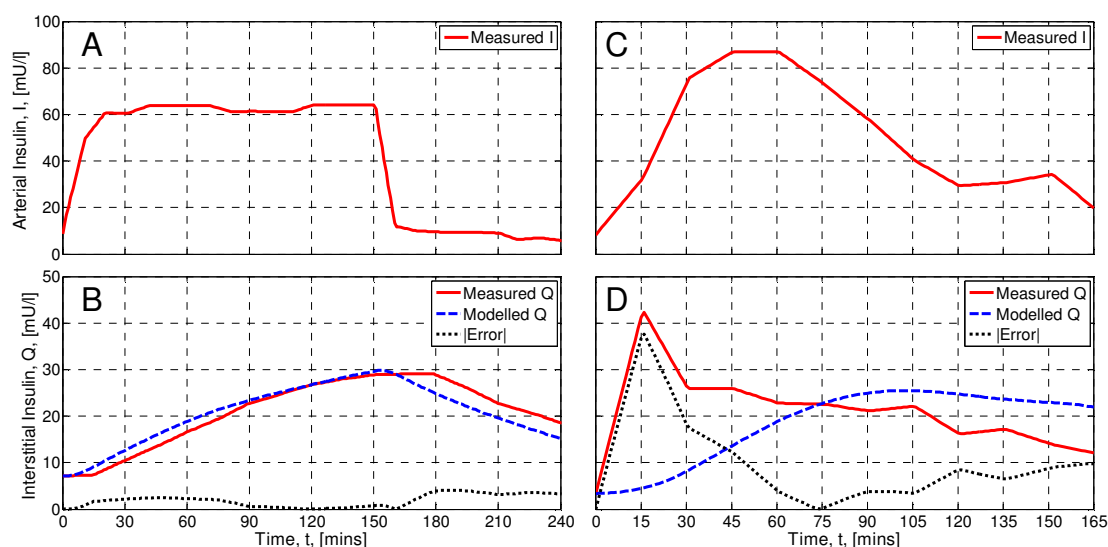 A
Measured I
100
80
60
40
20
0
Arterial Insulin, I, [mU/l]
C
Measured I
B
Measured Q
Modelled Q
|Error|
50
40
30
20
10
0
Interstitial Insulin, Q, [mU/l]
0 30 60 90 120 150 180 210 240
Time, t, [mins]
D
Measured Q
Modelled Q
|Error|
0 15 30 45 60 75 90 105 120 135 150 165
Time, t, [mins]